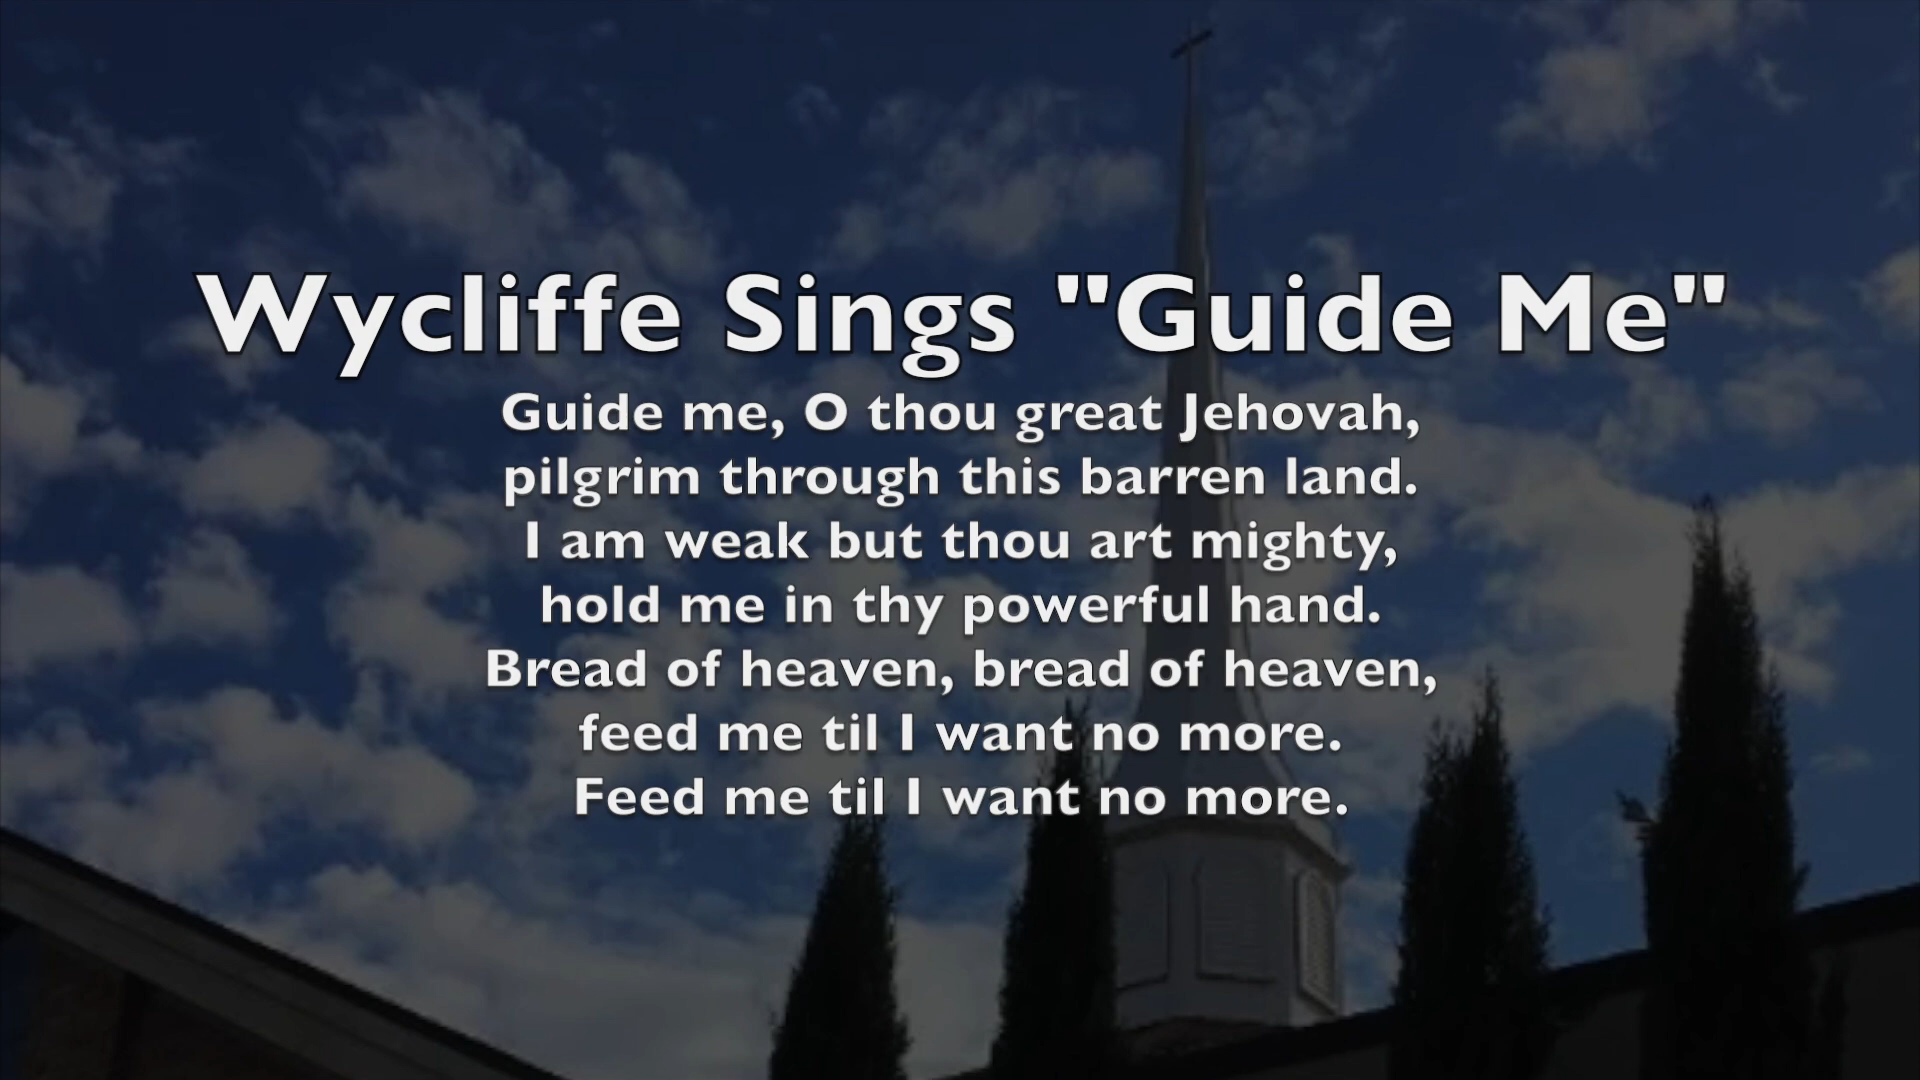 Wycliffe Sings "Guide Me"
Guide me, O thou great Jehovah,
pilgrim through this barren land.
I am weak but thou art mighty,
hold me in thy powerful hand.
Bread of heaven, bread of heaven,
feed me til I want no more.
Feed me til I want no more.